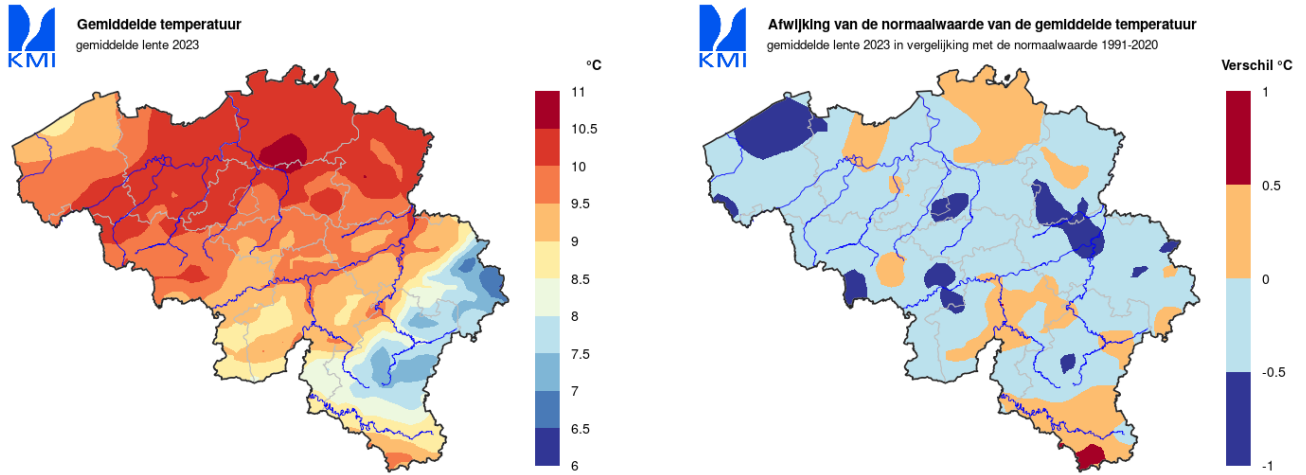 KMI
Gemiddelde temperatuur
gemiddelde lente 2023
°C
11
10.5
10
9.5
9
8.5
8
7.5
7
6.5
6
KMI
Afwijking van de normaalwaarde van de gemiddelde temperatuur
gemiddelde lente 2023 in vergelijking met de normaalwaarde 1991-2020
Verschil °C
1
0.5
0
-0.5
-1